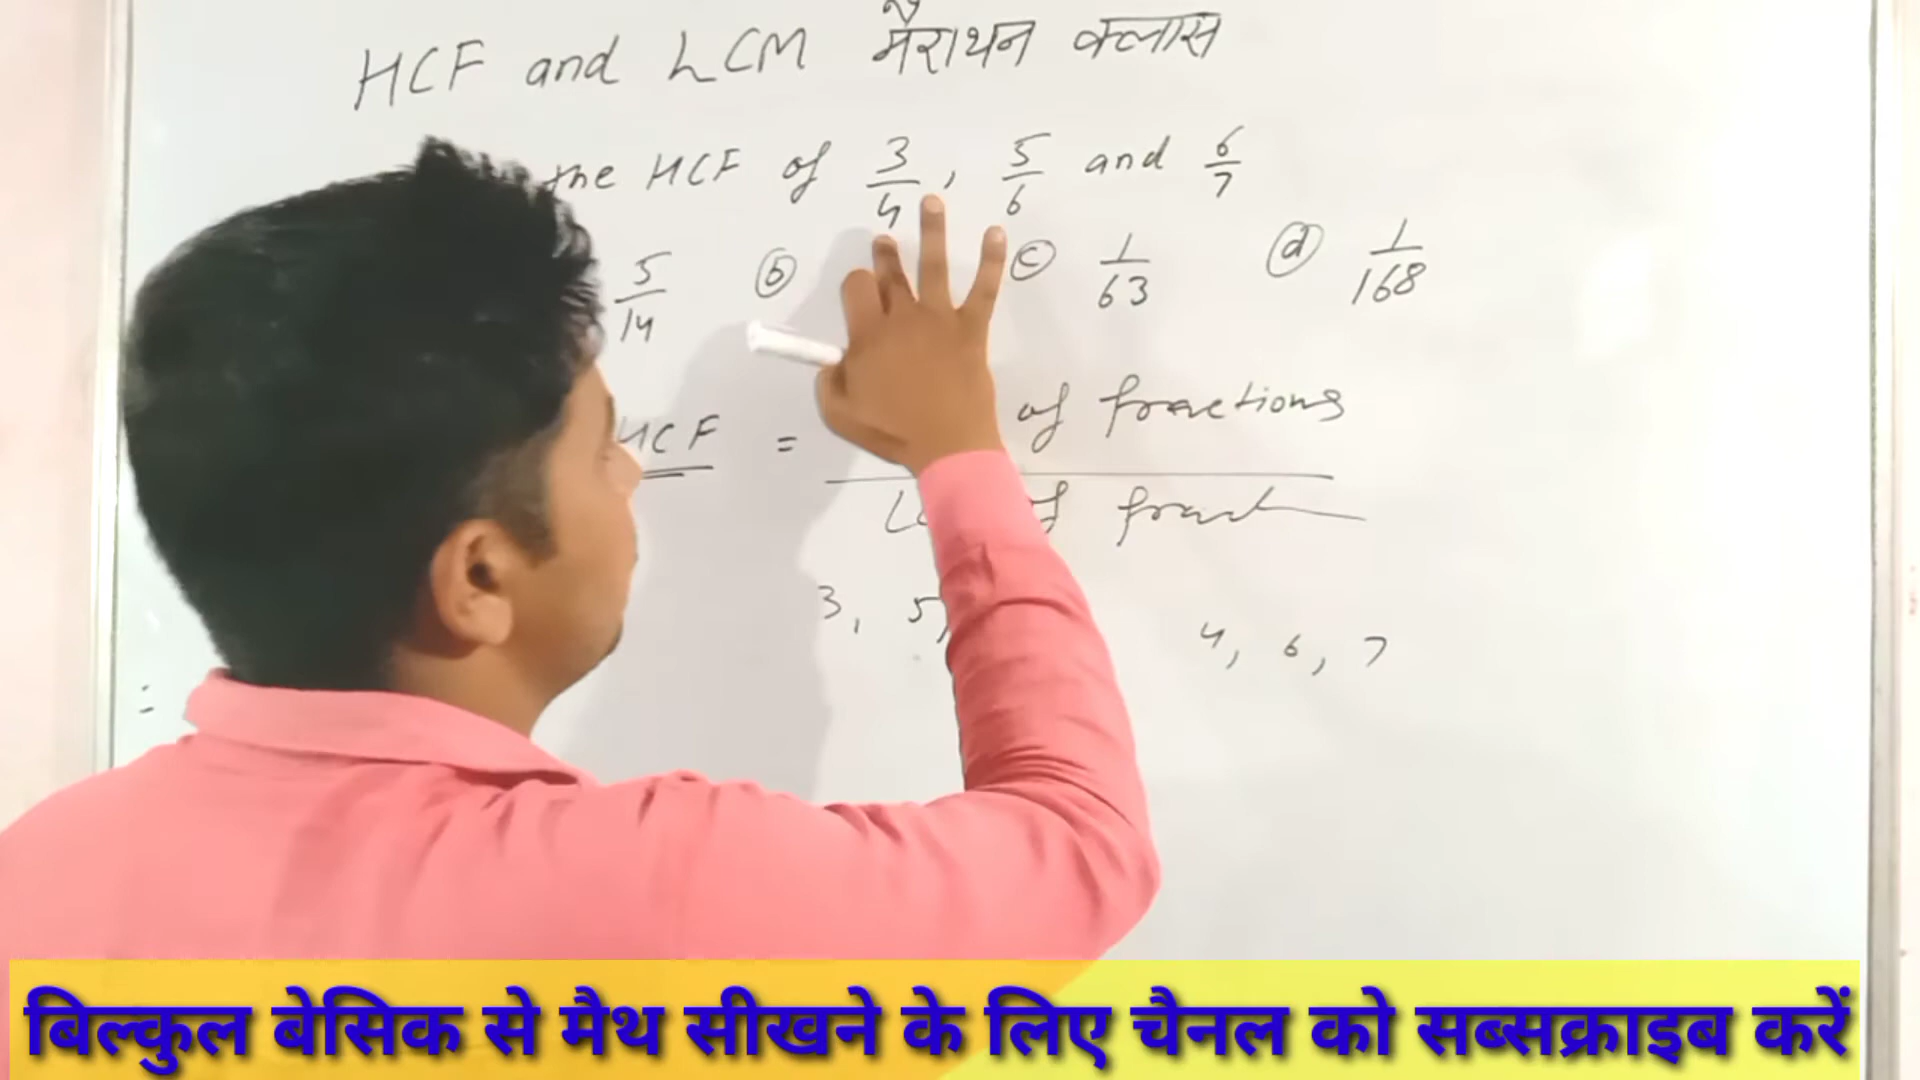 HCF and LCM मैराथन क्लास
the HCF of 3/4, 5/6 and 6/7
5/14 ⓑ ⓒ 1/63 ⓓ 1/168
HCF = of fractions
of fract
3, 5,
4, 6, 7
=
बिल्कुल बेसिक से मैथ सीखने के लिए चैनल को सब्सक्राइब करें